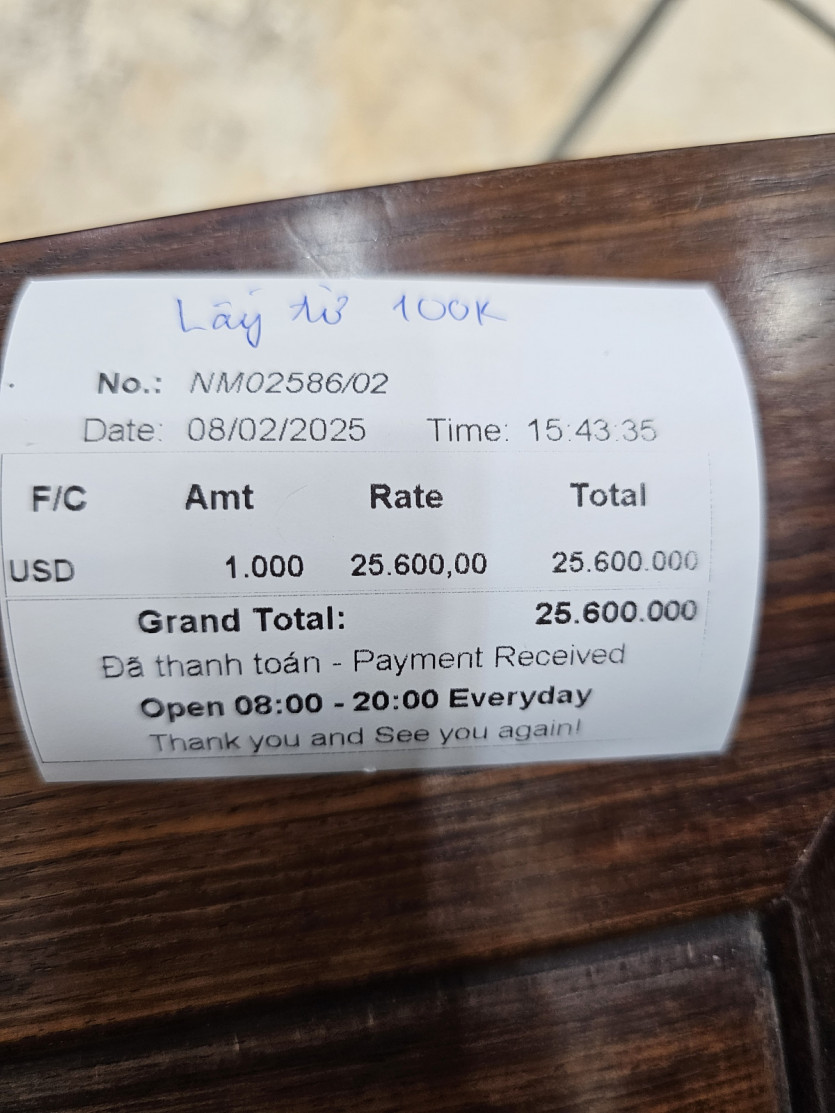 Lấy từ 100K
No.: NM02586/02
Date: 08/02/2025 Time: 15:43:35
F/C Amt Rate Total
USD 1.000 25.600,00 25.600.000
Grand Total: 25.600.000
Đã thanh toán - Payment Received
Open 08:00 - 20:00 Everyday
Thank you and See you again!